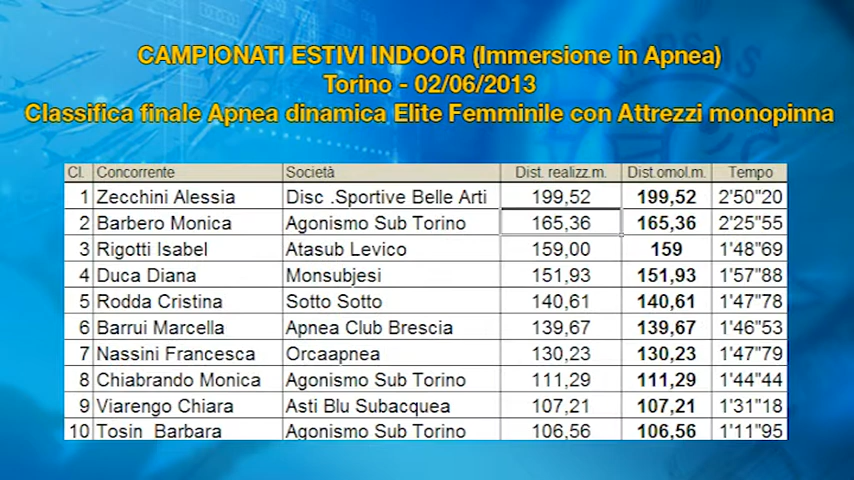 CAMPIONATI ESTIVI INDOOR (Immersione in Apnea)
Torino - 02/06/2013
Classifica finale Apnea dinamica Elite Femminile con Attrezzi monopinna
Cl. Concorrente Società Dist. realizz.m. Dist.omol.m. Tempo
1 Zecchini Alessia Disc .Sportive Belle Arti 199,52 199,52 2'50"20
2 Barbero Monica Agonismo Sub Torino 165,36 165,36 2'25"55
3 Rigotti Isabel Atasub Levico 159,00 159 1'48"69
4 Duca Diana Monsubjesi 151,93 151,93 1'57"88
5 Rodda Cristina Sotto Sotto 140,61 140,61 1'47"78
6 Barrui Marcella Apnea Club Brescia 139,67 139,67 1'46"53
7 Nassini Francesca Orcaapnea 130,23 130,23 1'47"79
8 Chiabrando Monica Agonismo Sub Torino 111,29 111,29 1'44"44
9 Viarengo Chiara Asti Blu Subacquea 107,21 107,21 1'31"18
10 Tosin Barbara Agonismo Sub Torino 106,56 106,56 1'11"95